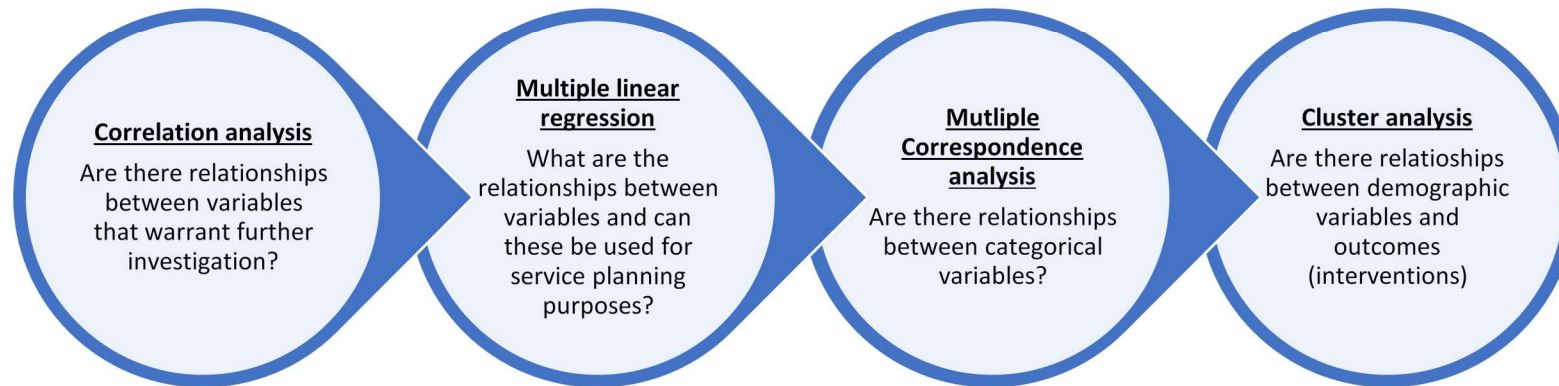 Correlation analysis
Are there relationships
between variables
that warrant further
investigation?
Multiple linear
regression
What are the
relationships between
variables and can
these be used for
service planning
purposes?
Mutliple
Correspondence
analysis
Are there relationships
between categorical
variables?
Cluster analysis
Are there relatioships
between demographic
variables and
outcomes
(interventions)